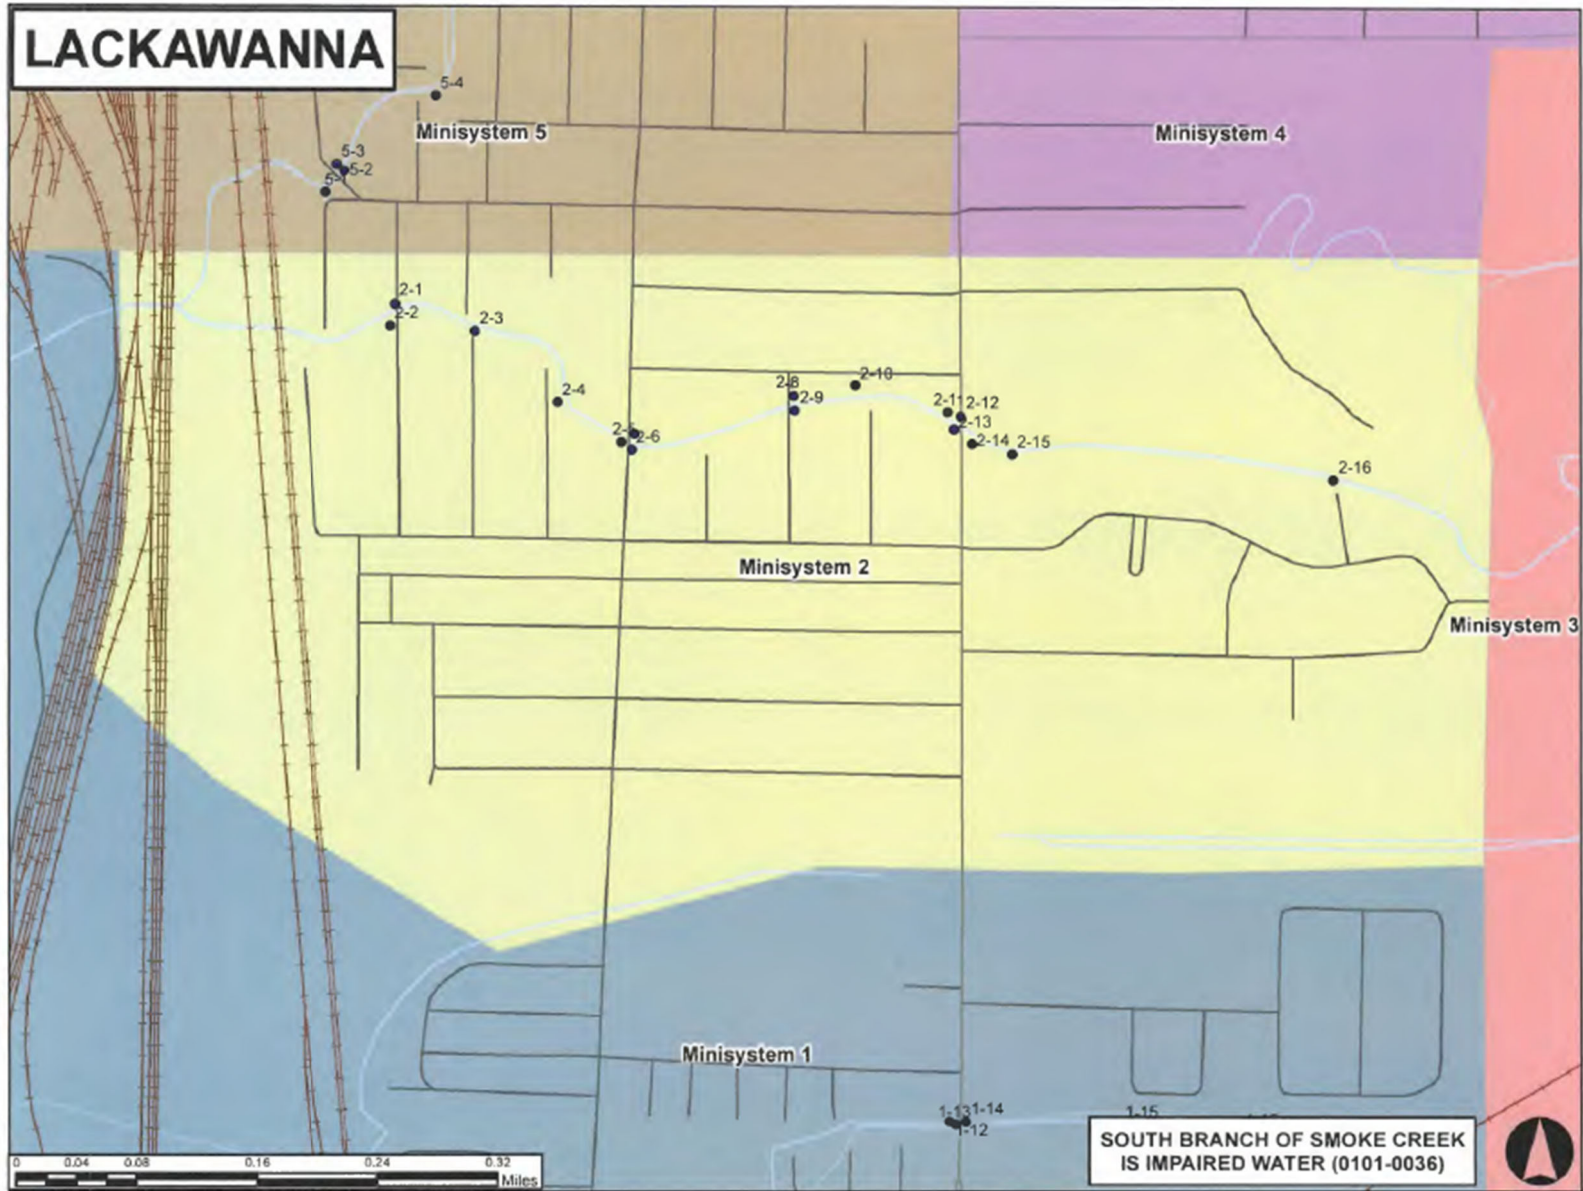 LACKAWANNA
5-4
Minisystem 5
Minisystem 4
5-3
5-2
2-1
2-2
2-3
2-4
2-6
2-8
2-9
2-10
2-11
2-12
2-13
2-14
2-15
2-16
Minisystem 2
Minisystem 3
Minisystem 1
1-13
1-14
1-12
1-15
SOUTH BRANCH OF SMOKE CREEK
IS IMPAIRED WATER (0101-0036)
0 0.04 0.08 0.16 0.24 0.32
Miles